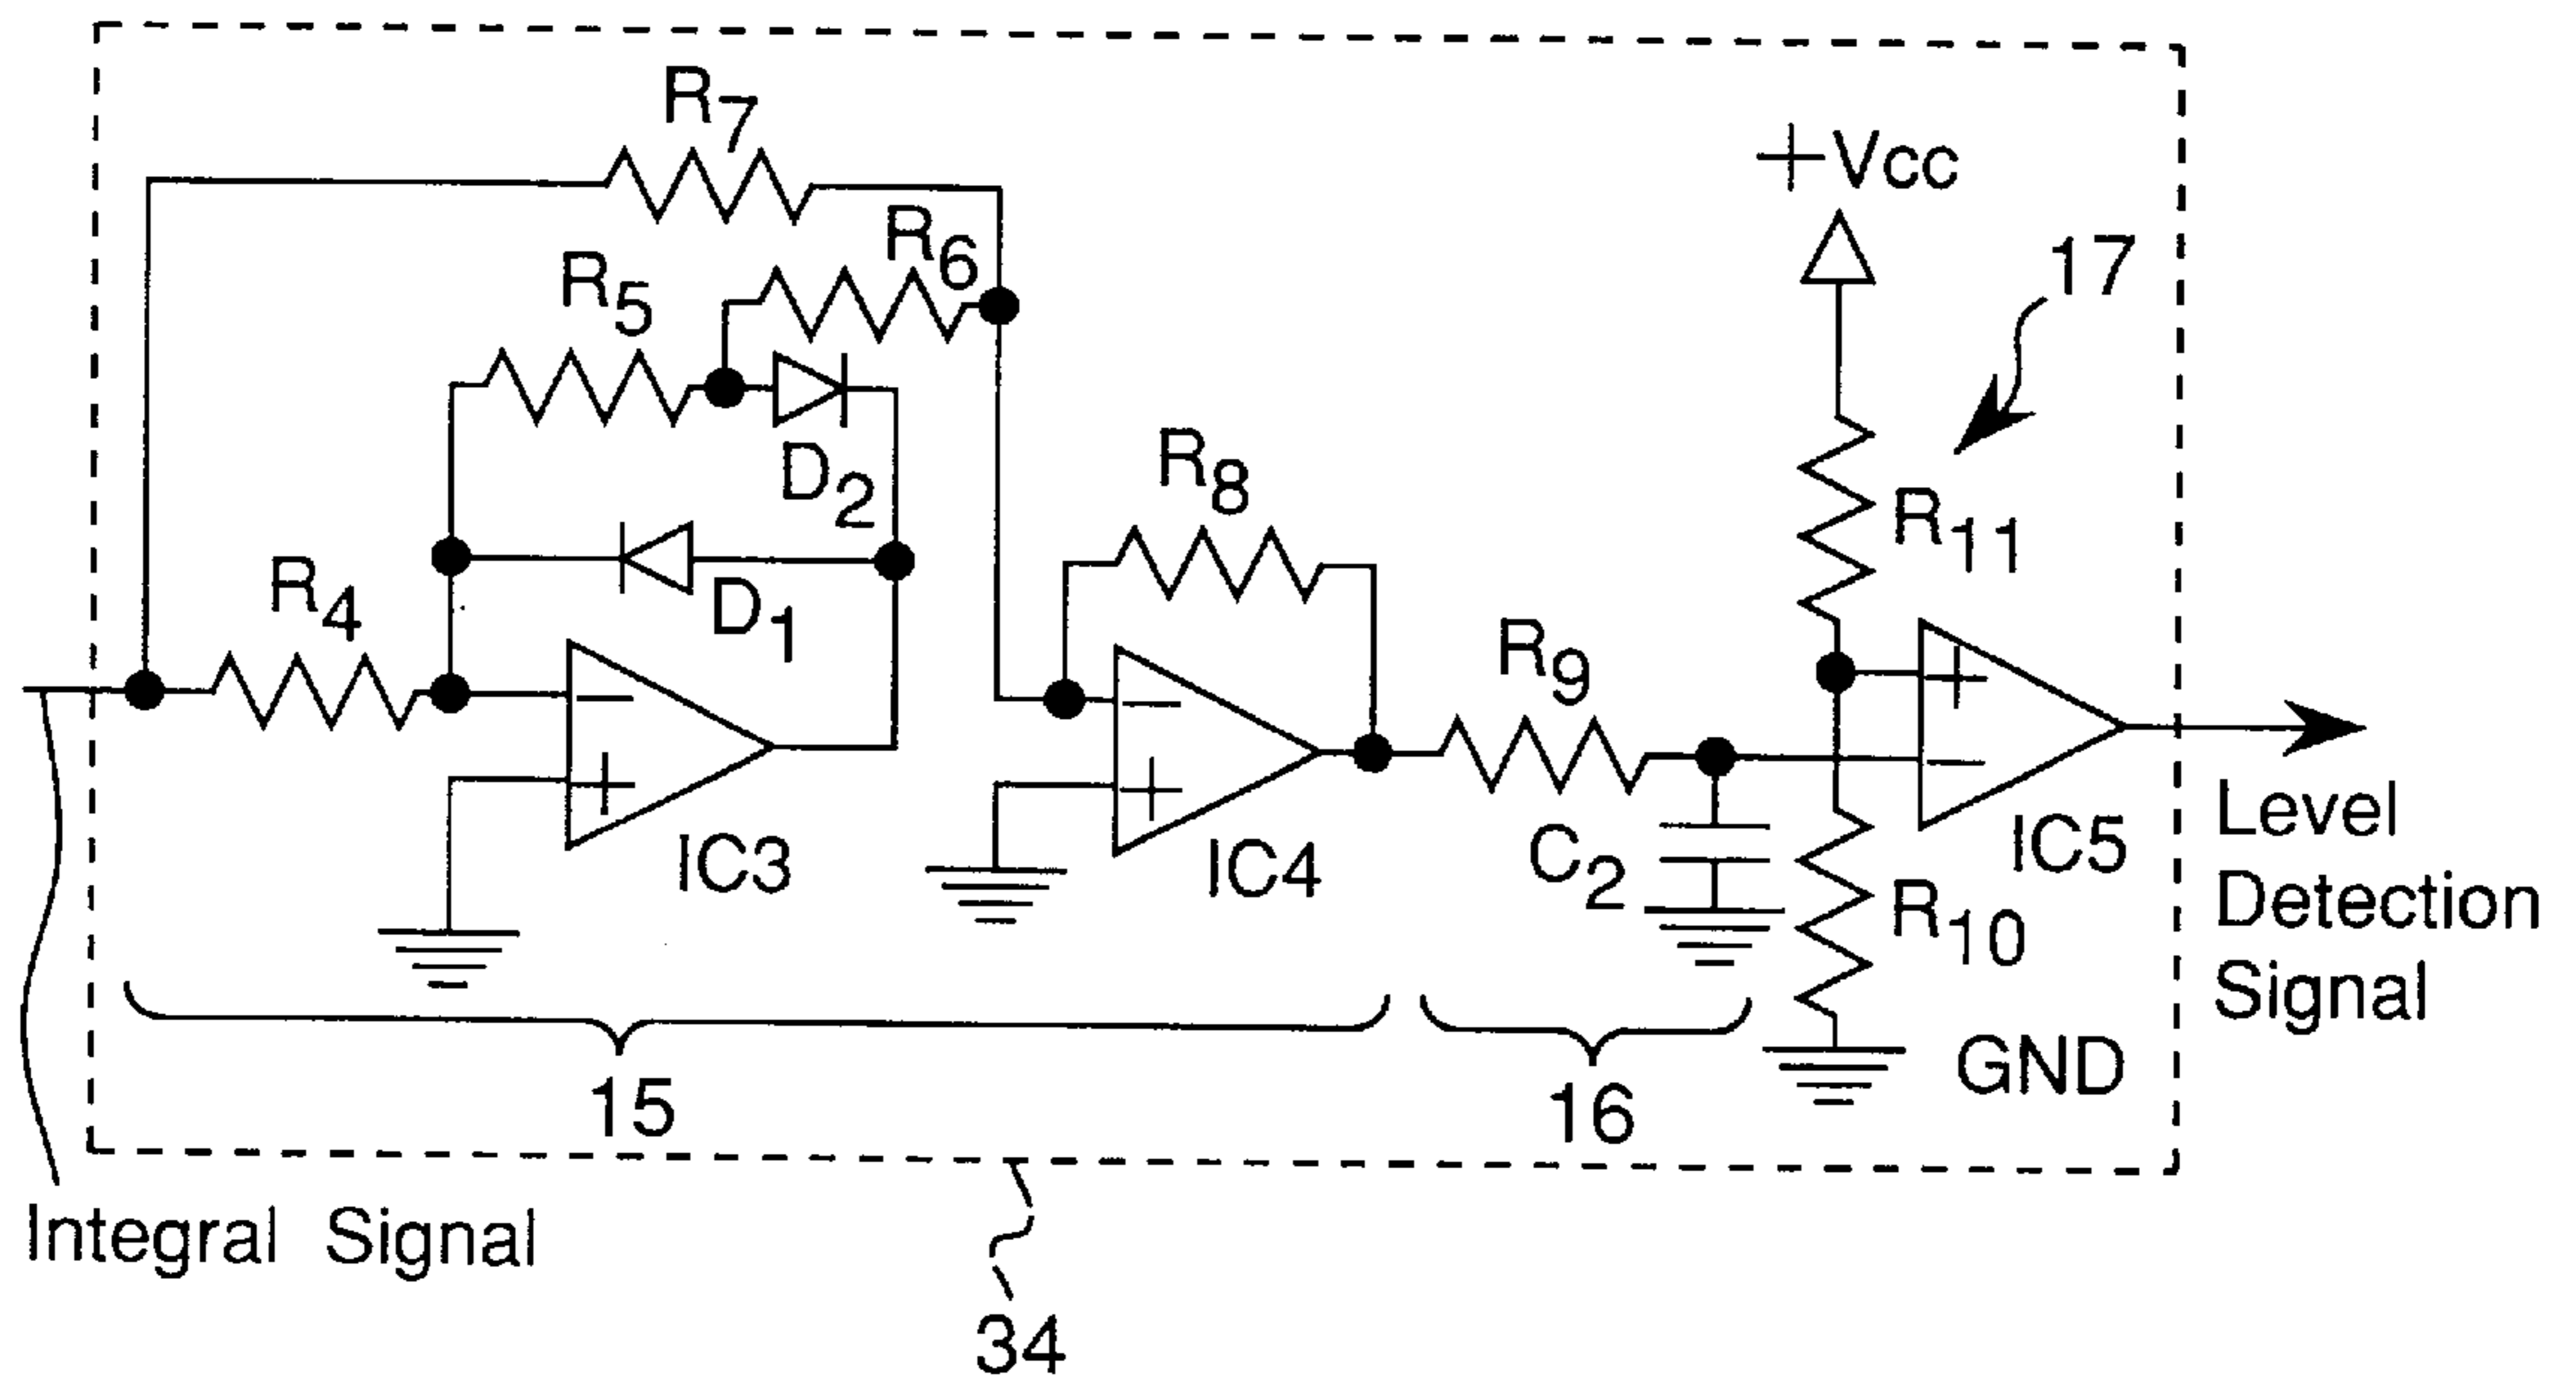 R7
+Vcc
R6
17
R5
D2
R8
R11
R4
D1
R9
IC3
IC4
C2
IC5
R10
Level
Detection
Signal
GND
15
16
Integral Signal
34